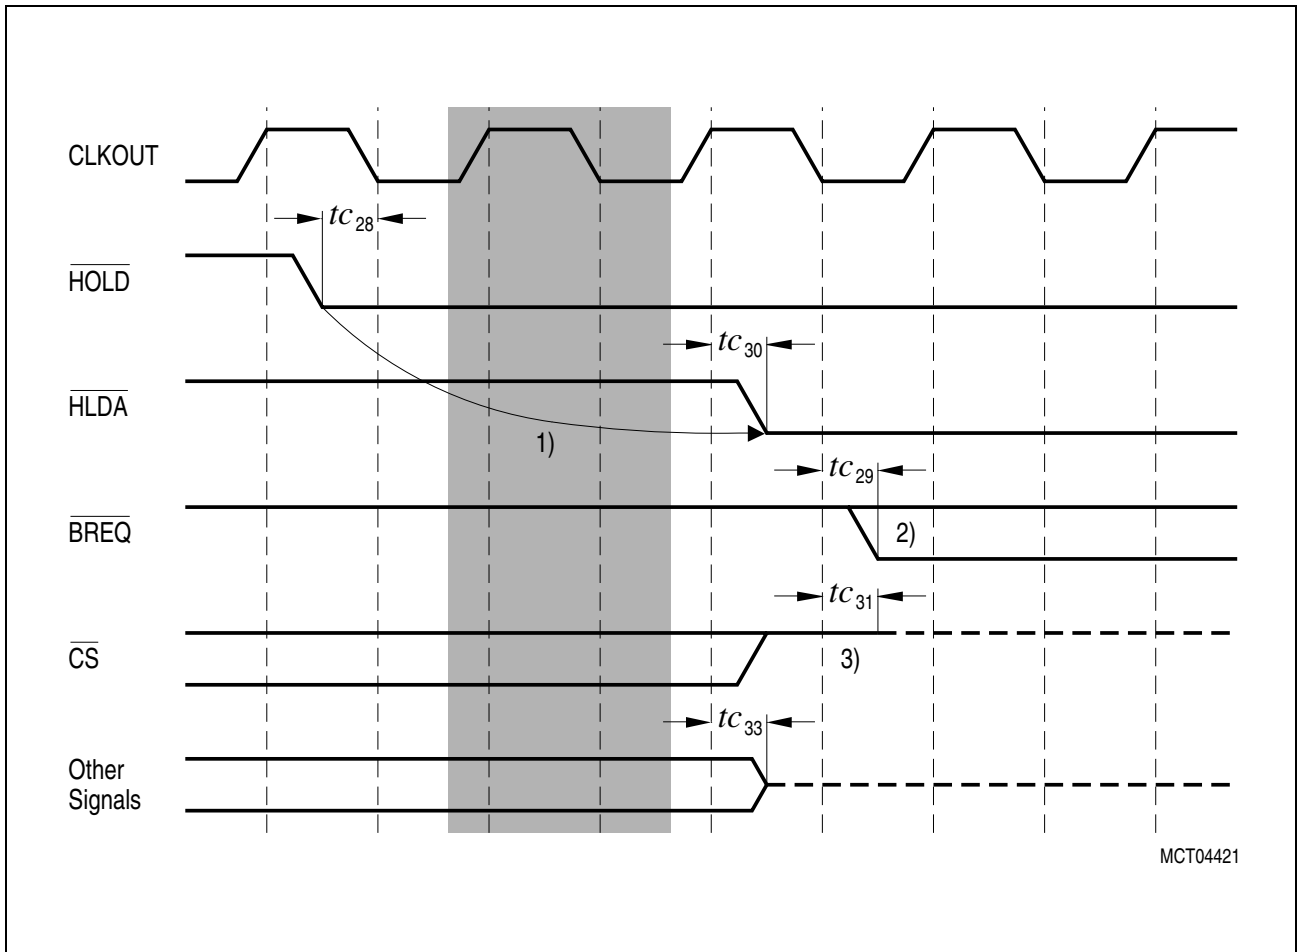 CLKOUT
tc28
HOLD
tc30
HLDA
1)
tc29
BREQ
2)
tc31
CS
3)
tc33
Other
Signals
MCT04421